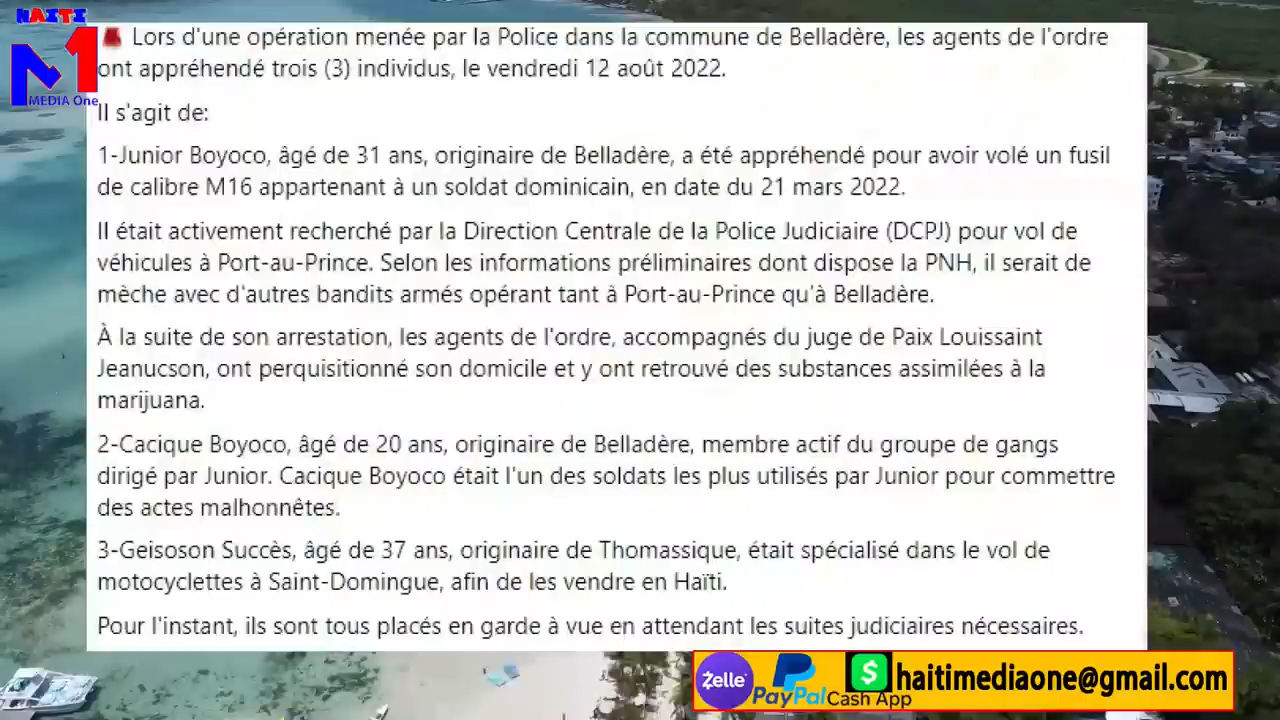 HAITI
M1
MEDIA One
Lors d'une opération menée par la Police dans la commune de Belladère, les agents de l'ordre
ont appréhendé trois (3) individus, le vendredi 12 août 2022.
Il s'agit de:
1-Junior Boyoco, âgé de 31 ans, originaire de Belladère, a été appréhendé pour avoir volé un fusil
de calibre M16 appartenant à un soldat dominicain, en date du 21 mars 2022.
Il était activement recherché par la Direction Centrale de la Police Judiciaire (DCPJ) pour vol de
véhicules à Port-au-Prince. Selon les informations préliminaires dont dispose la PNH, il serait de
mèche avec d'autres bandits armés opérant tant à Port-au-Prince qu'à Belladère.
À la suite de son arrestation, les agents de l'ordre, accompagnés du juge de Paix Louissaint
Jeanucson, ont perquisitionné son domicile et y ont retrouvé des substances assimilées à la
marijuana.
2-Cacique Boyoco, âgé de 20 ans, originaire de Belladère, membre actif du groupe de gangs
dirigé par Junior. Cacique Boyoco était l'un des soldats les plus utilisés par Junior pour commettre
des actes malhonnêtes.
3-Geisoson Succès, âgé de 37 ans, originaire de Thomassique, était spécialisé dans le vol de
motocyclettes à Saint-Domingue, afin de les vendre en Haïti.
Pour l'instant, ils sont tous placés en garde à vue en attendant les suites judiciaires nécessaires.
Zelle PayPal $ Cash App haitimediaone@gmail.com